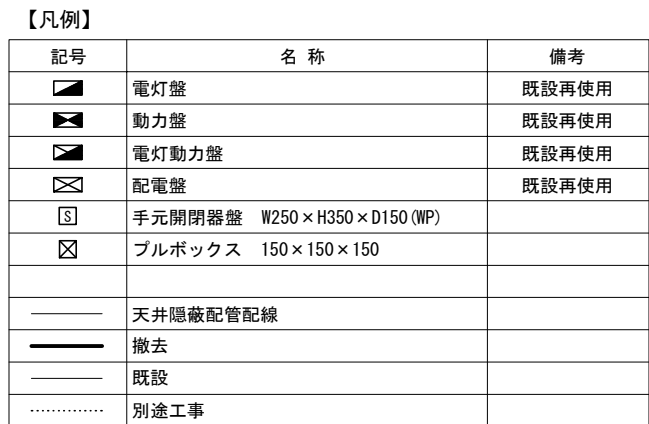 【凡例】
記号 名 称 備考
電灯盤 既設再使用
動力盤 既設再使用
電灯動力盤 既設再使用
配電盤 既設再使用
S 手元開閉器盤 W250×H350×D150(WP)
プルボックス 150×150×150
天井隠蔽配管配線
撤去
既設
別途工事